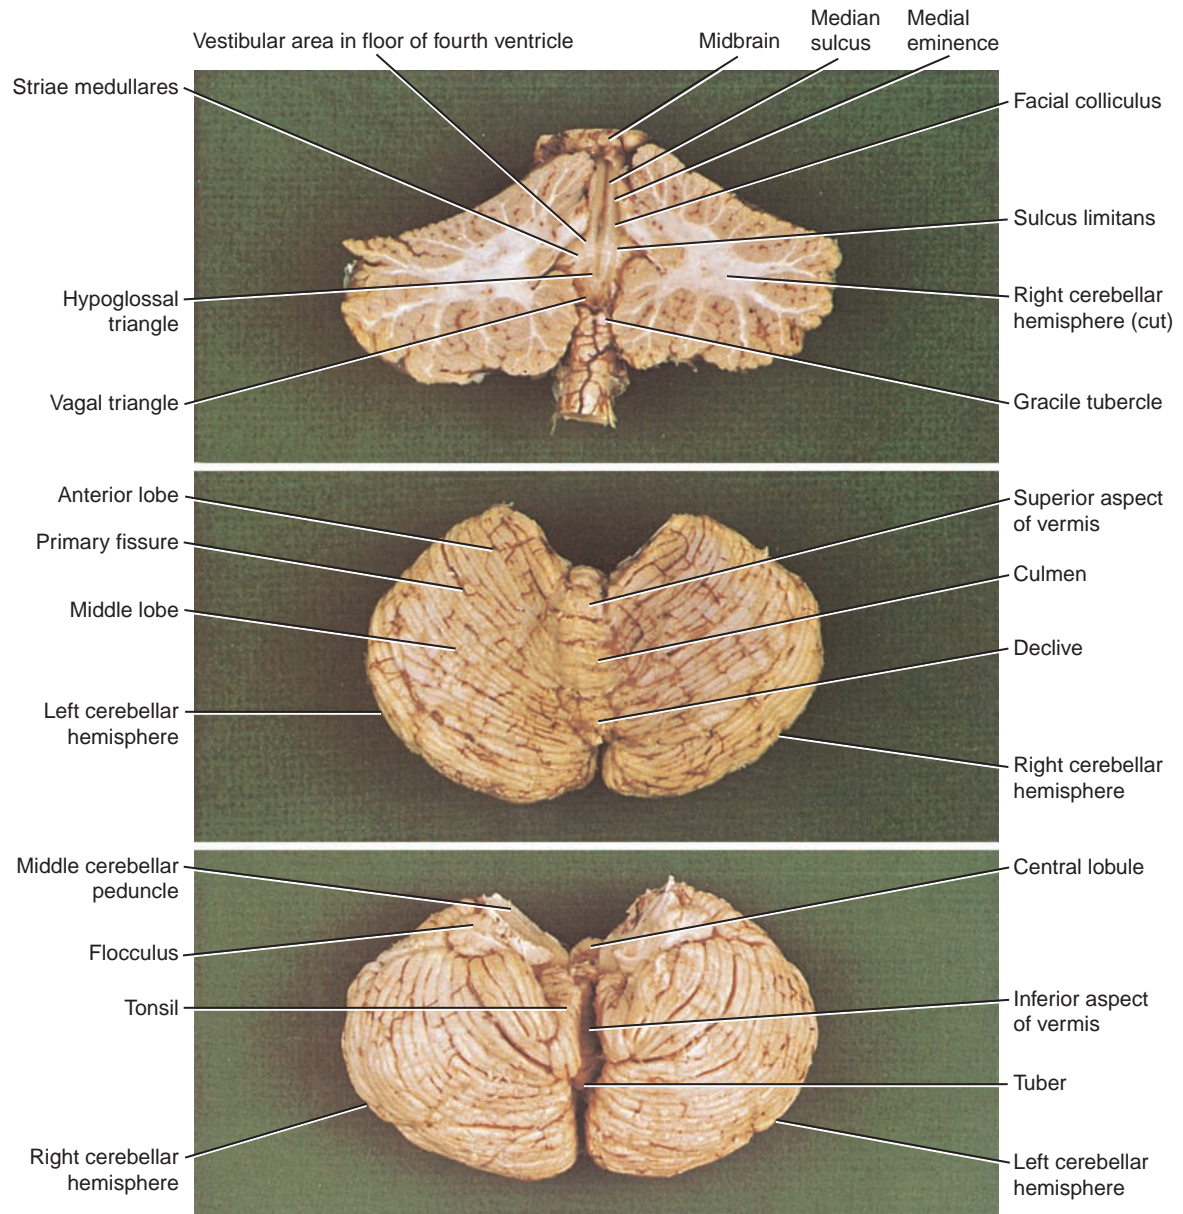 Vestibular area in floor of fourth ventricle
Midbrain
Median
sulcus
Medial
eminence
Striae medullares
Facial colliculus
Sulcus limitans
Hypoglossal
triangle
Right cerebellar
hemisphere (cut)
Vagal triangle
Gracile tubercle
Anterior lobe
Superior aspect
of vermis
Primary fissure
Culmen
Middle lobe
Declive
Left cerebellar
hemisphere
Right cerebellar
hemisphere
Middle cerebellar
peduncle
Central lobule
Flocculus
Tonsil
Inferior aspect
of vermis
Tuber
Right cerebellar
hemisphere
Left cerebellar
hemisphere